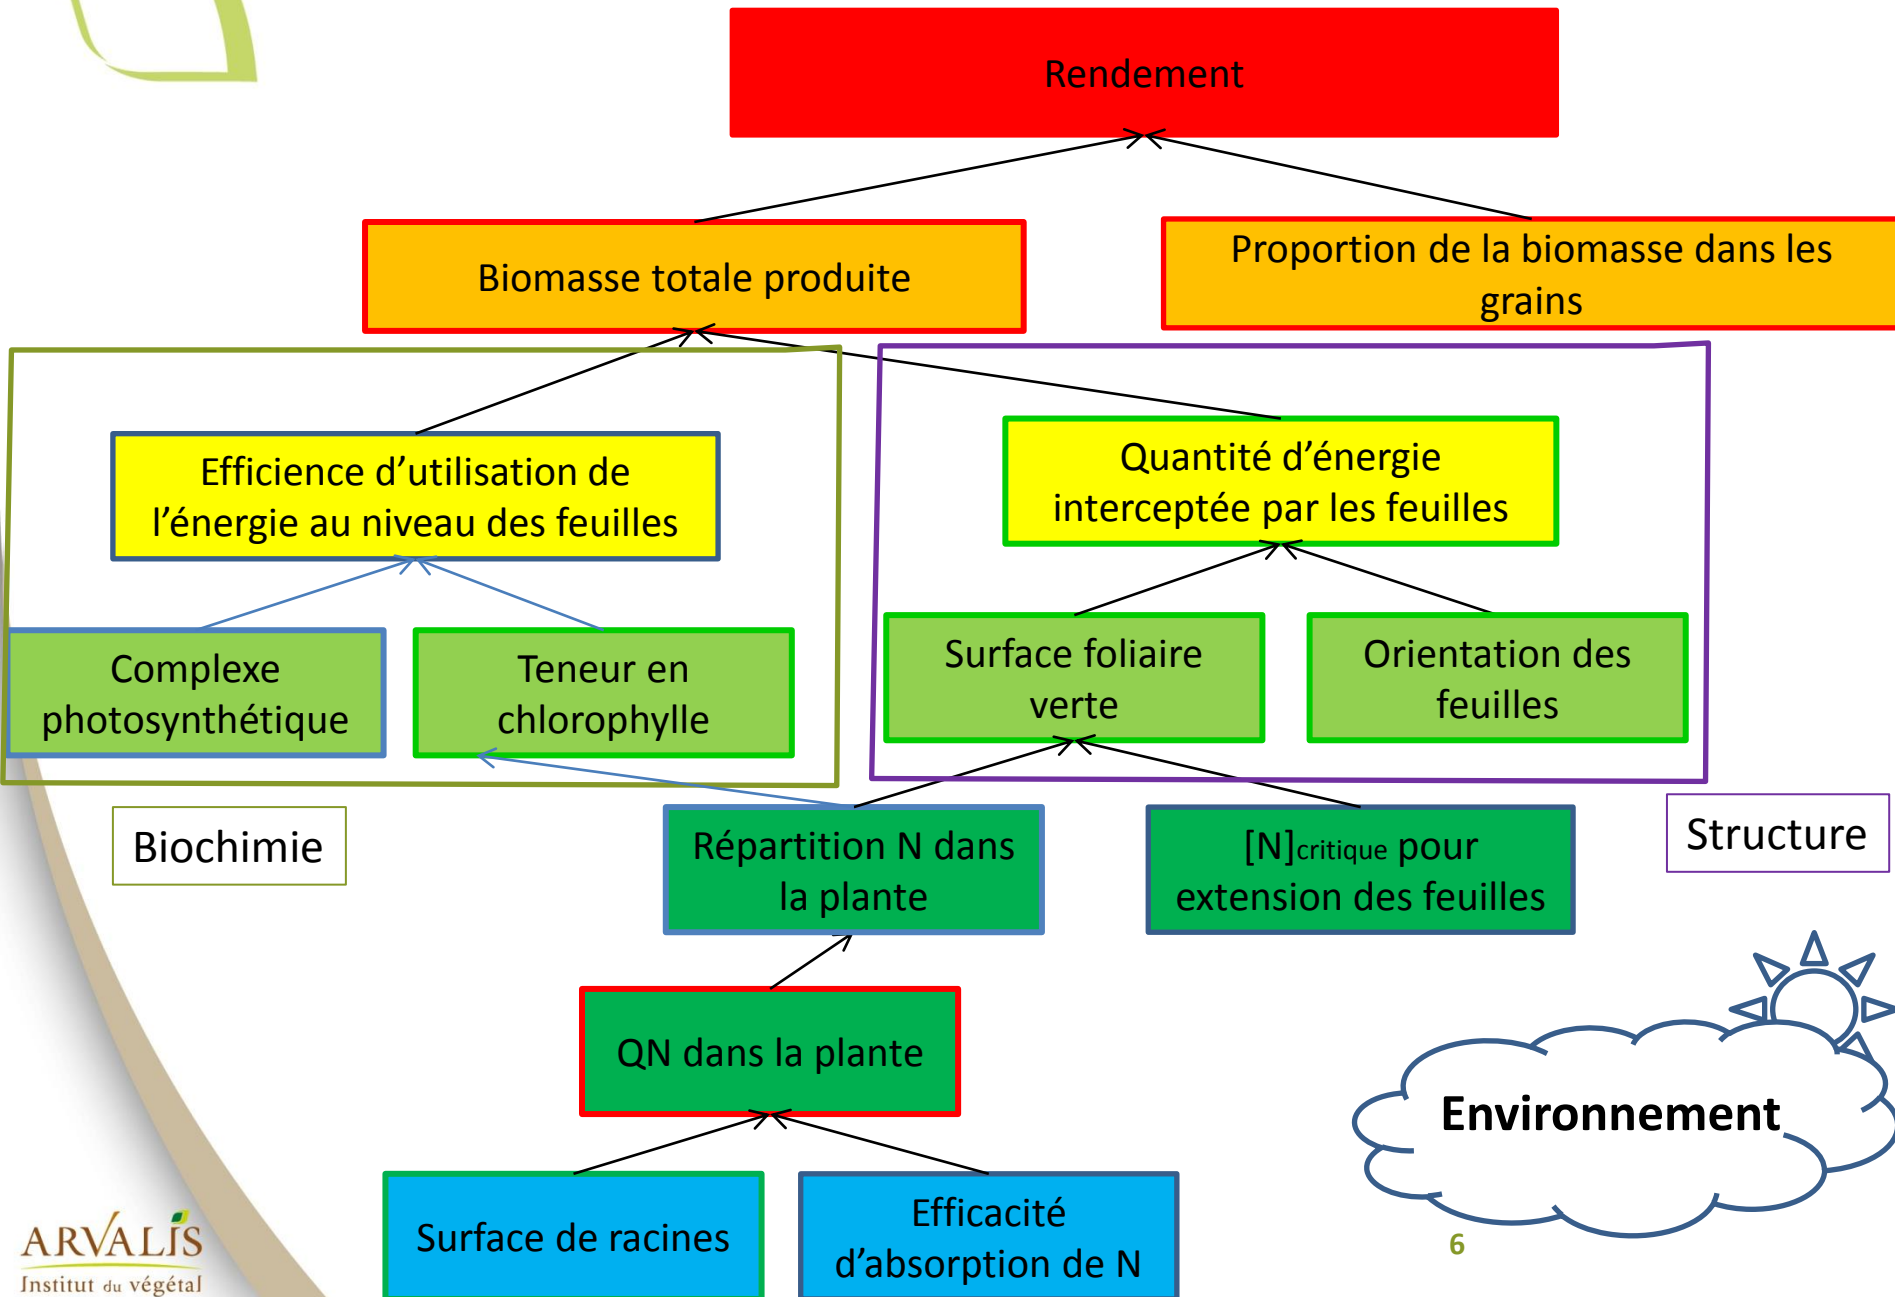 Rendement
Biomasse totale produite
Proportion de la biomasse dans les
grains
Efficience d'utilisation de
l'énergie au niveau des feuilles
Quantité d'énergie
interceptée par les feuilles
Complexe
photosynthétique
Teneur en
chlorophylle
Surface foliaire
verte
Orientation des
feuilles
Biochimie
Répartition N dans
la plante
[N]critique pour
extension des feuilles
Structure
QN dans la plante
Environnement
Surface de racines
Efficacité
d'absorption de N
ARVALIS
Institut du végétal
6